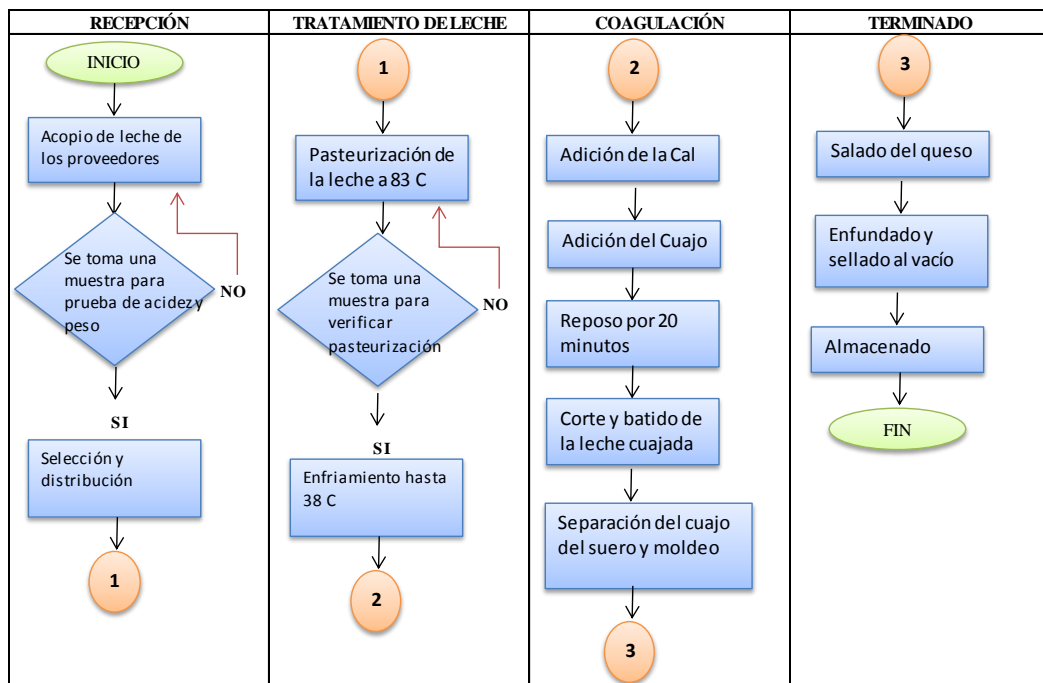 RECEPCIÓN
INICIO
Acopio de leche de
los proveedores
Se toma una
muestra para
prueba de acidez y
peso
NO
SI
Selección y
distribución
1
TRATAMIENTO DE LECHE
1
Pasteurización de
la leche a 83 C
Se toma una
muestra para
verificar
pasteurización
NO
SI
Enfriamiento hasta
38 C
2
COAGULACIÓN
2
Adición de la Cal
Adición del Cuajo
Reposo por 20
minutos
Corte y batido de
la leche cuajada
Separación del cuajo
del suero y moldeo
3
TERMINADO
3
Salado del queso
Enfundado y
sellado al vacío
Almacenado
FIN